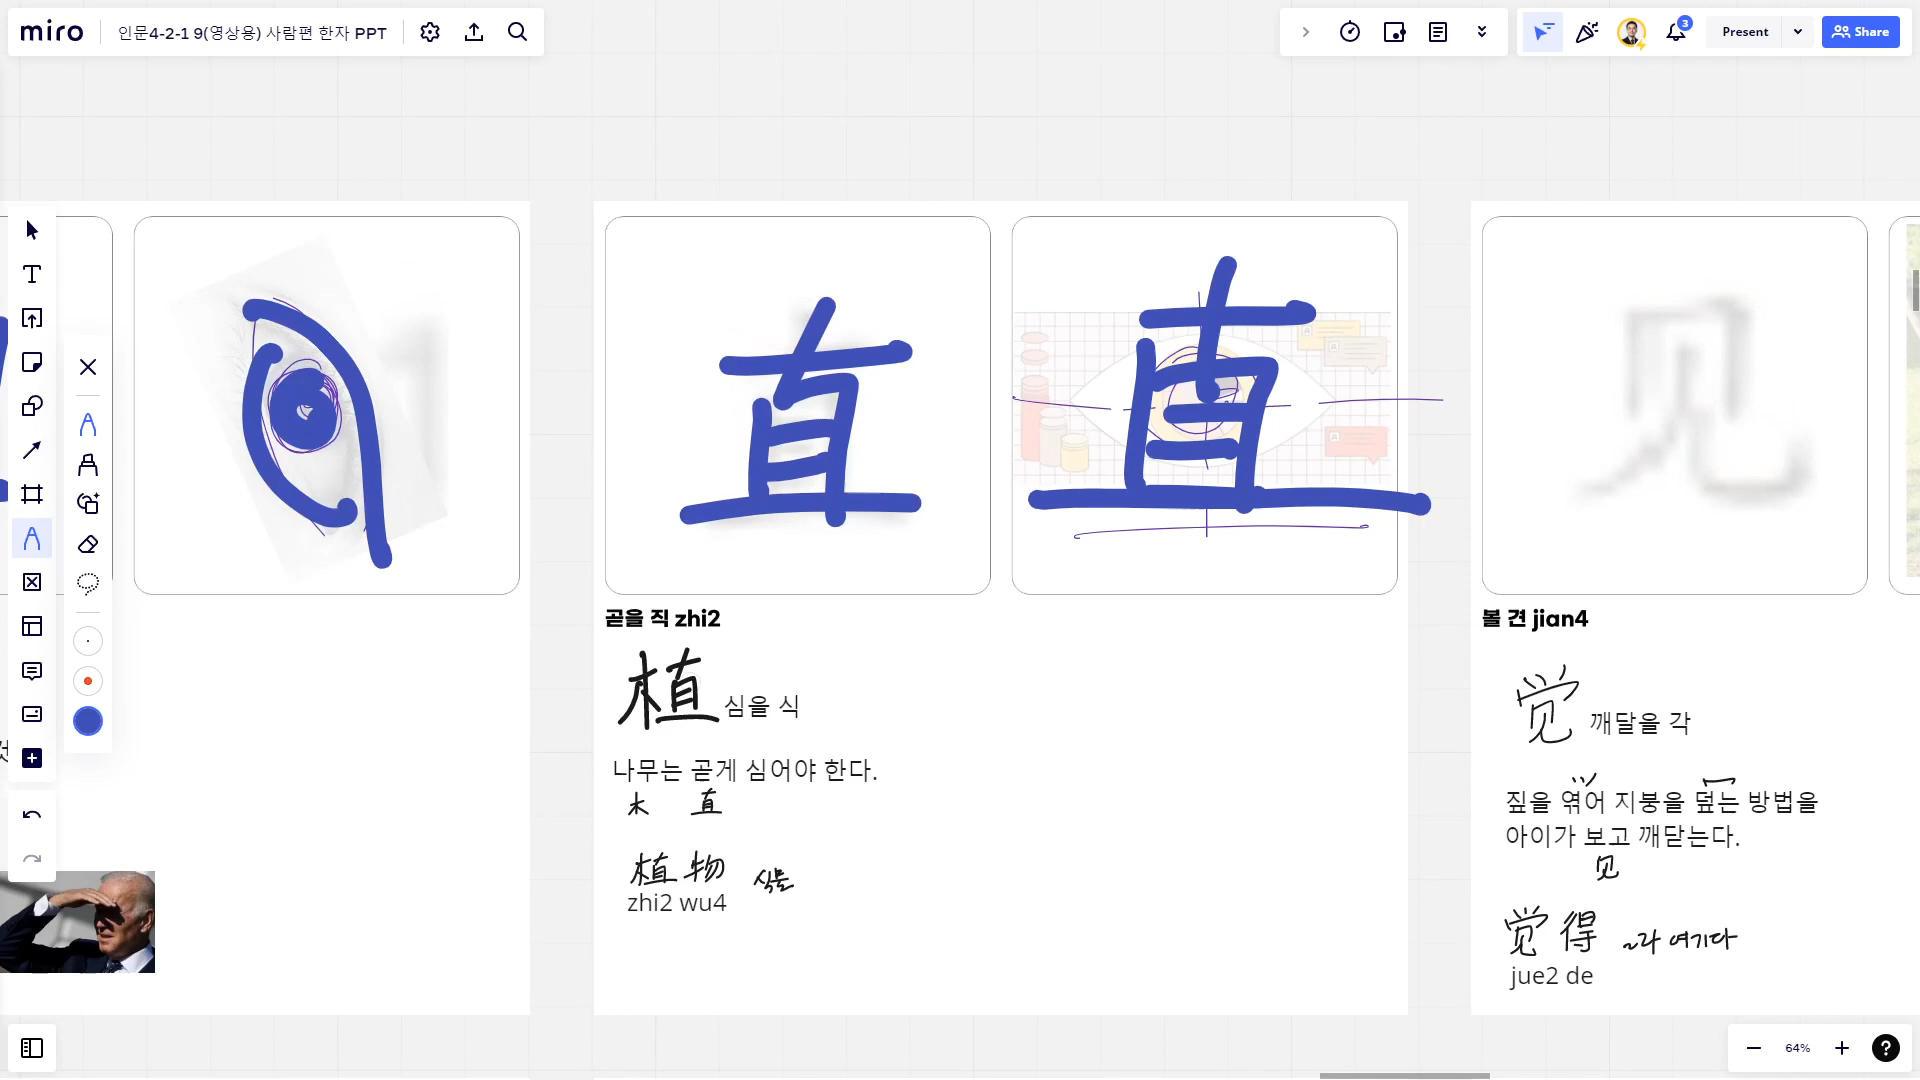 miro 인문4-2-1 9(영상용) 사람편 한자 PPT
3 Present Share
直 直 见
곧을 직 zhi2
植 심을 식
나무는 곧게 심어야 한다.
木 直
植物 식물
zhi2 wu4
볼 견 jian4
觉 깨달을 각
짚을 엮어 지붕을 덮는 방법을
아이가 보고 깨닫는다.
见
觉得 ~라 여기다
jue2 de
것
64% ?